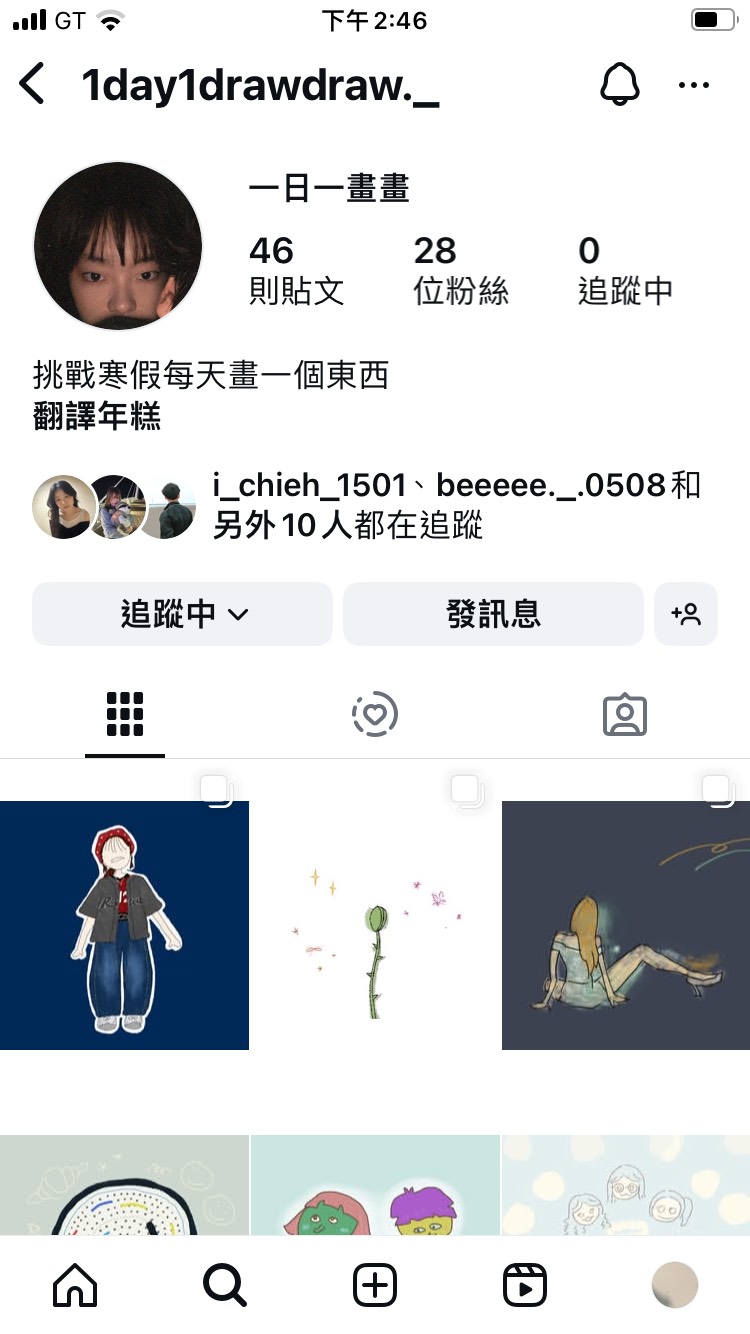 GT 下午2:46
1day1drawdraw._
一日一畫畫
46 28 0
則貼文 位粉絲 追蹤中
挑戰寒假每天畫一個東西
翻譯年糕
i_chieh_1501、beeeee._.0508和
另外10人都在追蹤
追蹤中 發訊息